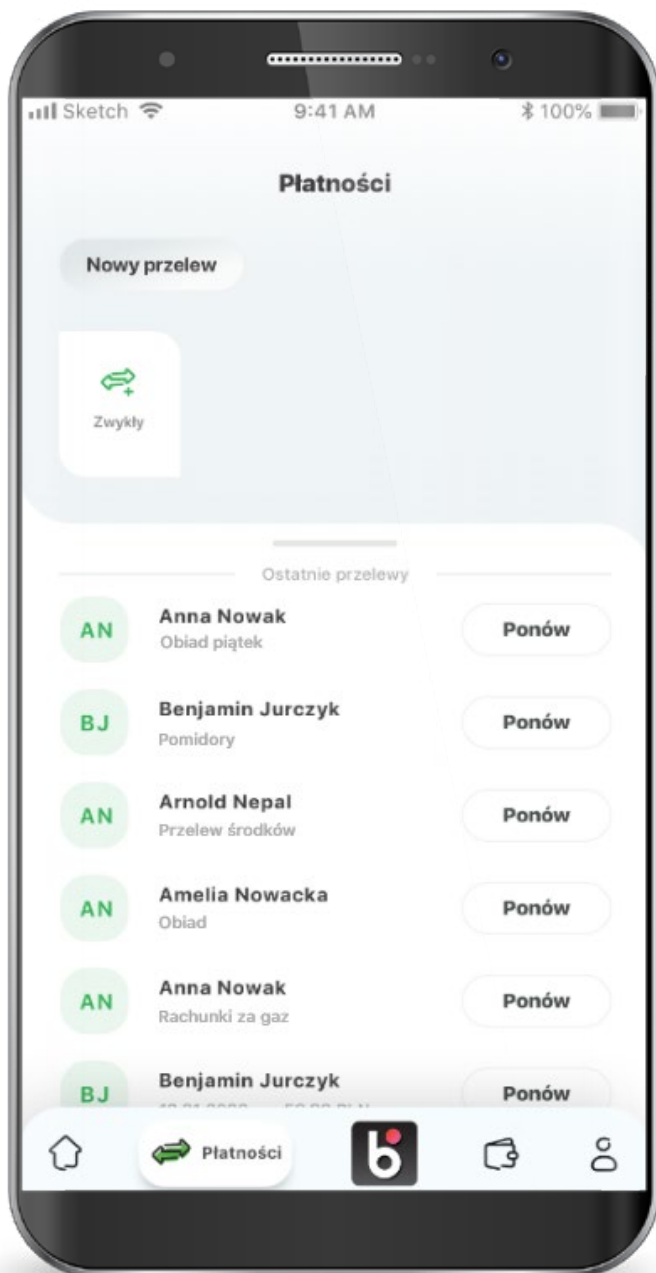 Sketch 9:41 AM 100%
Płatności
Nowy przelew
Zwykły
Ostatnie przelewy
AN Anna Nowak Ponów
Obiad piątek
BJ Benjamin Jurczyk Ponów
Pomidory
AN Arnold Nepal Ponów
Przelew środków
AN Amelia Nowacka Ponów
Obiad
AN Anna Nowak Ponów
Rachunki za gaz
BJ Benjamin Jurczyk Ponów
Płatności b